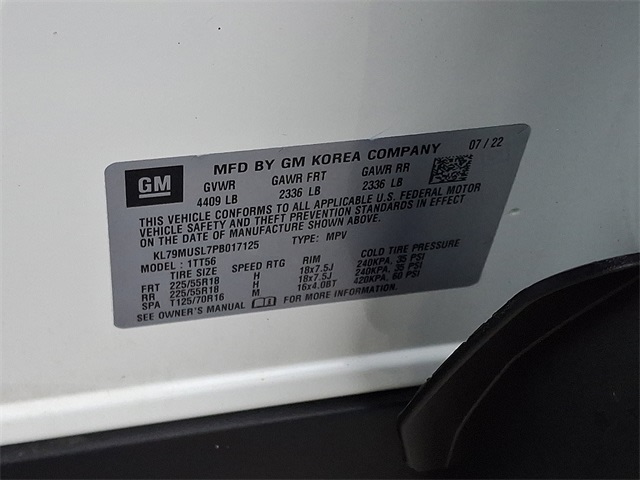 GM
MFD BY GM KOREA COMPANY 07 / 22
GVWR GAWR FRT GAWR RR
4409 LB 2336 LB 2336 LB
THIS VEHICLE CONFORMS TO ALL APPLICABLE U.S. FEDERAL MOTOR
VEHICLE SAFETY AND THEFT PREVENTION STANDARDS IN EFFECT
ON THE DATE OF MANUFACTURE SHOWN ABOVE.
KL79MUSL7PB017125 TYPE: MPV
MODEL: 1TT56
TIRE SIZE SPEED RTG RIM COLD TIRE PRESSURE
FRT 225/55R18 H 18x7.5J 240KPA, 35 PSI
RR 225/55R18 H 18x7.5J 240KPA, 35 PSI
SPA T125/70R16 M 16x4.0BT 420KPA, 60 PSI
SEE OWNER'S MANUAL FOR MORE INFORMATION.